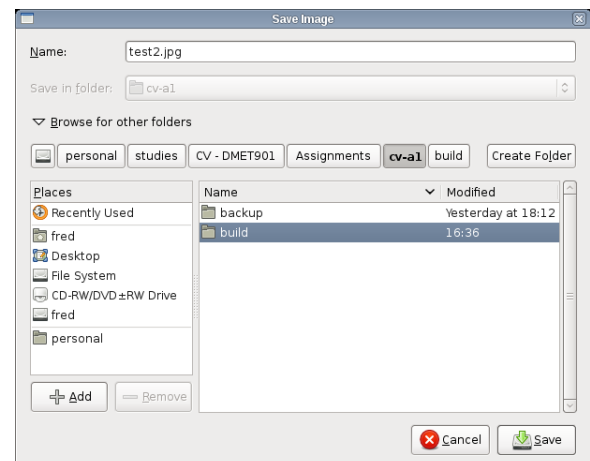 Save Image
Name: test2.jpg
Save in folder: cv-a1
Browse for other folders
personal studies CV - DMET901 Assignments cv-a1 build Create Folder
Places Name Modified
Recently Used backup Yesterday at 18:12
fred build 16:36
Desktop
File System
CD-RW/DVD±RW Drive
fred
personal
Add Remove
Cancel Save